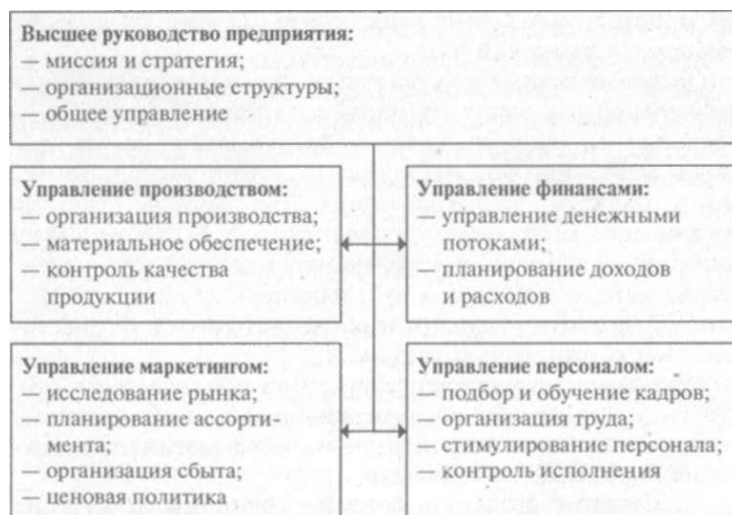 Высшее руководство предприятия:
— миссия и стратегия;
— организационные структуры;
— общее управление
Управление производством:
— организация производства;
— материальное обеспечение;
— контроль качества
продукции
Управление финансами:
— управление денежными
потоками;
— планирование доходов
и расходов
Управление маркетингом:
— исследование рынка;
— планирование ассорти-
мента;
— организация сбыта;
— ценовая политика
Управление персоналом:
— подбор и обучение кадров;
— организация труда;
— стимулирование персонала;
— контроль исполнения